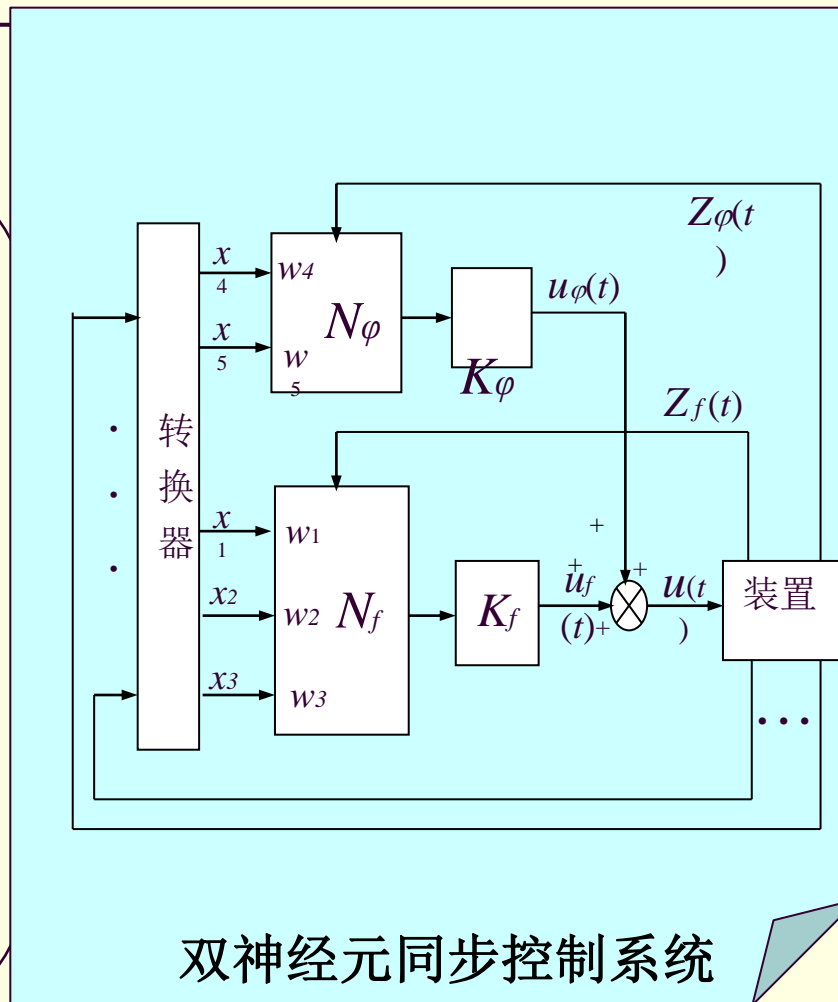 Zφ(t
)
x
4
w4
x
5
w
5
Nφ
uφ(t)
Kφ
Zf(t)
转
换
器
·
·
·
x
1
w1
x2
w2
x3
w3
Nf
Kf
+
+
+
uf
(t)+
u(t
)
装置
···
双神经元同步控制系统